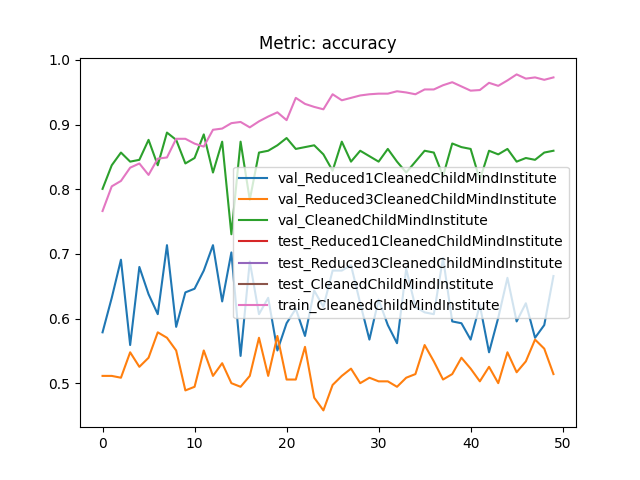 Metric: accuracy
1.0
0.9
0.8
0.7
0.6
0.5
0 10 20 30 40 50
val_Reduced1CleanedChildMindInstitute
val_Reduced3CleanedChildMindInstitute
val_CleanedChildMindInstitute
test_Reduced1CleanedChildMindInstitute
test_Reduced3CleanedChildMindInstitute
test_CleanedChildMindInstitute
train_CleanedChildMindInstitute